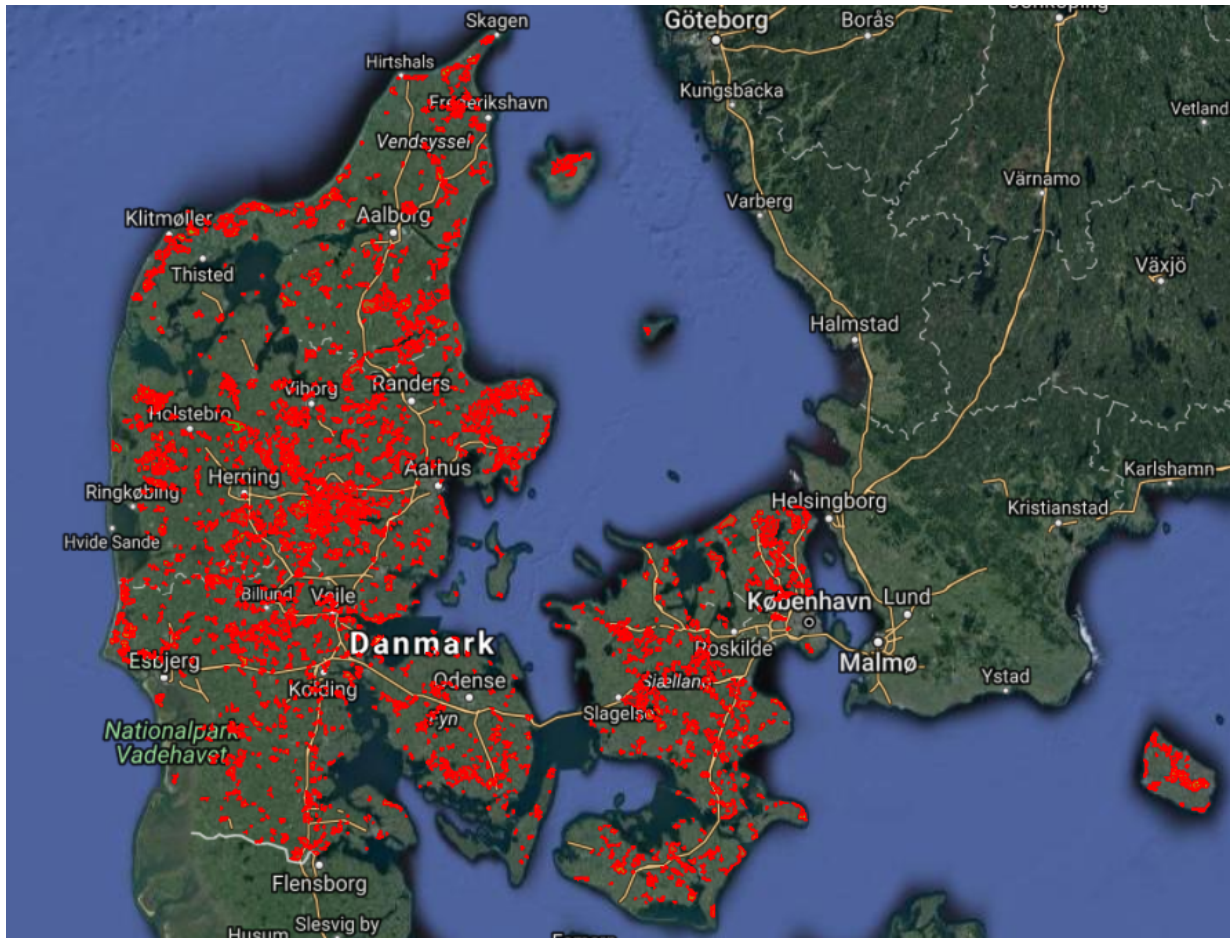 Skagen
Göteborg
Borås
Hirtshals
Kungsbacka
Frederikshavn
Vetland
Vendsyssel
Värnamo
Varberg
Klitmøller
Aalborg
Thisted
Växjö
Halmstad
Viborg
Randers
Holstebro
Karlshamn
Herning
Aarhus
Ringkøbing
Helsingborg
Kristianstad
Hvide Sande
Billund
Vejle
København
Lund
Danmark
Roskilde
Malmø
Esbjerg
Kolding
Odense
Sjælland
Ystad
Slagelse
Fyn
Nationalpark
Vadehavet
Flensborg
Slesvig by
Husum